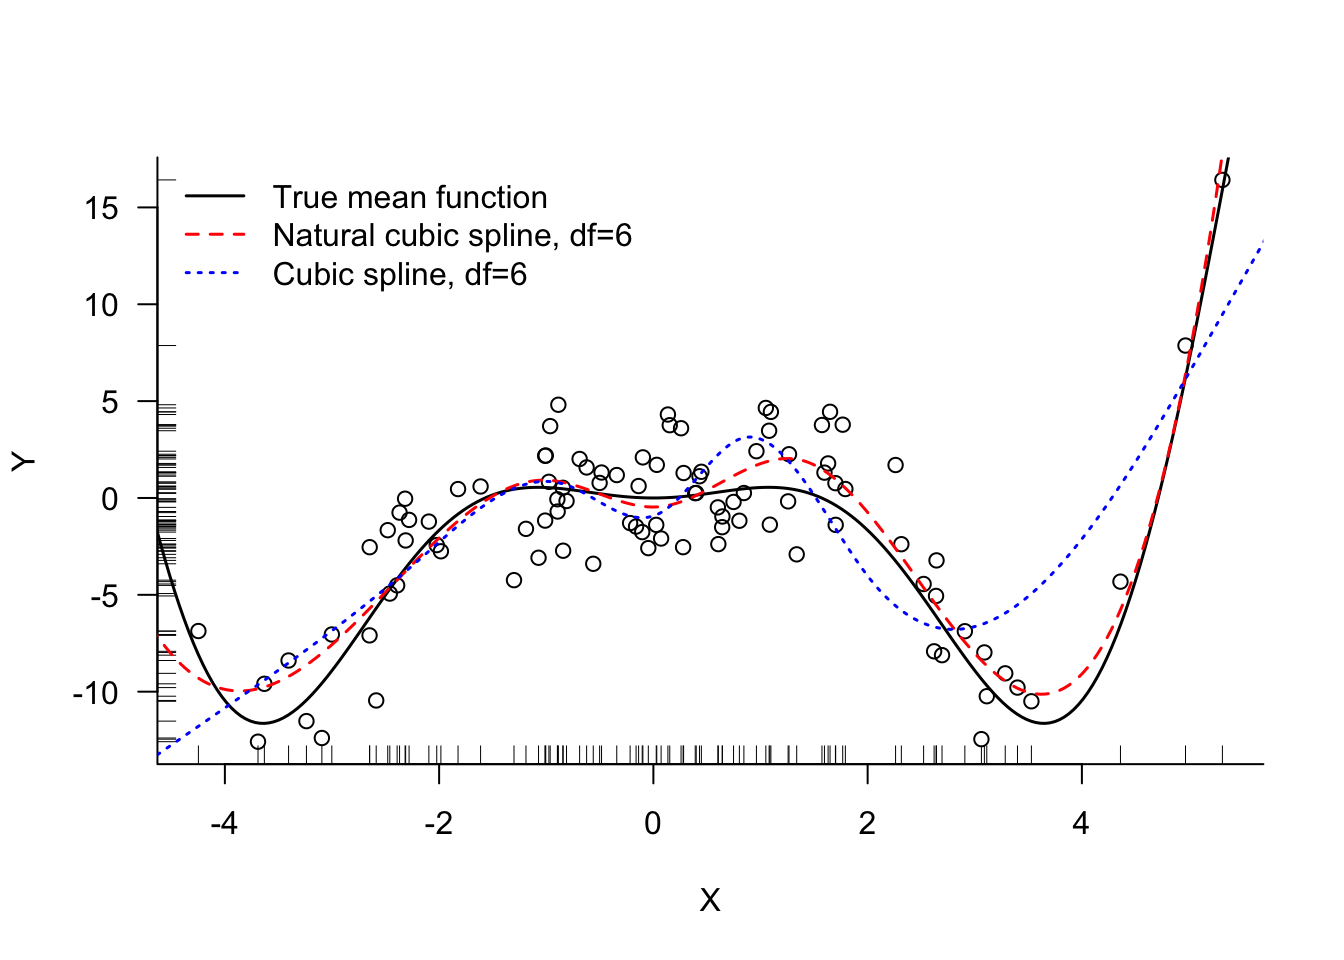 True mean function
Natural cubic spline, df=6
Cubic spline, df=6
15
10
5
0
-5
-10
Y
-4 -2 0 2 4
X